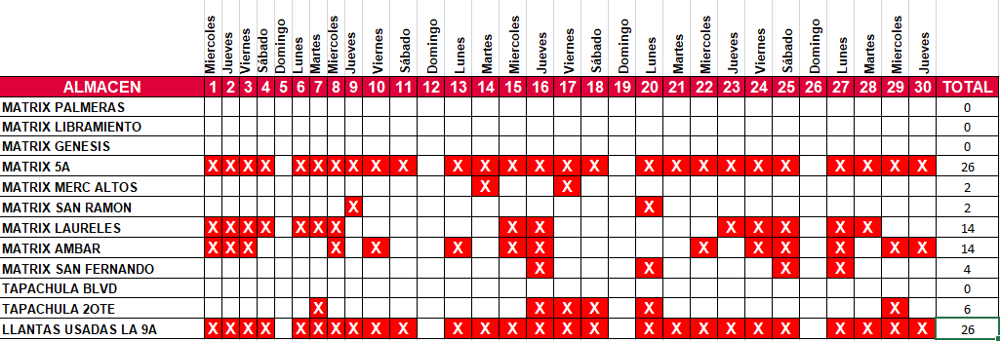 Miercoles Jueves Viernes Sábado Domingo Lunes Martes Miercoles Jueves Viernes Sábado Domingo Lunes Martes Miercoles Jueves Viernes Sábado Domingo Lunes Martes Miercoles Jueves Viernes Sábado Domingo Lunes Martes Miercoles Jueves
ALMACEN 1 2 3 4 5 6 7 8 9 10 11 12 13 14 15 16 17 18 19 20 21 22 23 24 25 26 27 28 29 30 TOTAL
MATRIX PALMERAS 0
MATRIX LIBRAMIENTO 0
MATRIX GENESIS 0
MATRIX 5A X X X X X X X X X X X X X X X X X X X X X X X X X X 26
MATRIX MERC ALTOS X X 2
MATRIX SAN RAMON X X 2
MATRIX LAURELES X X X X X X X X X X X X X X 14
MATRIX AMBAR X X X X X X X X X X X X X X 14
MATRIX SAN FERNANDO X X X X 4
TAPACHULA BLVD 0
TAPACHULA 2OTE X X X X X X 6
LLANTAS USADAS LA 9A X X X X X X X X X X X X X X X X X X X X X X X X X X 26